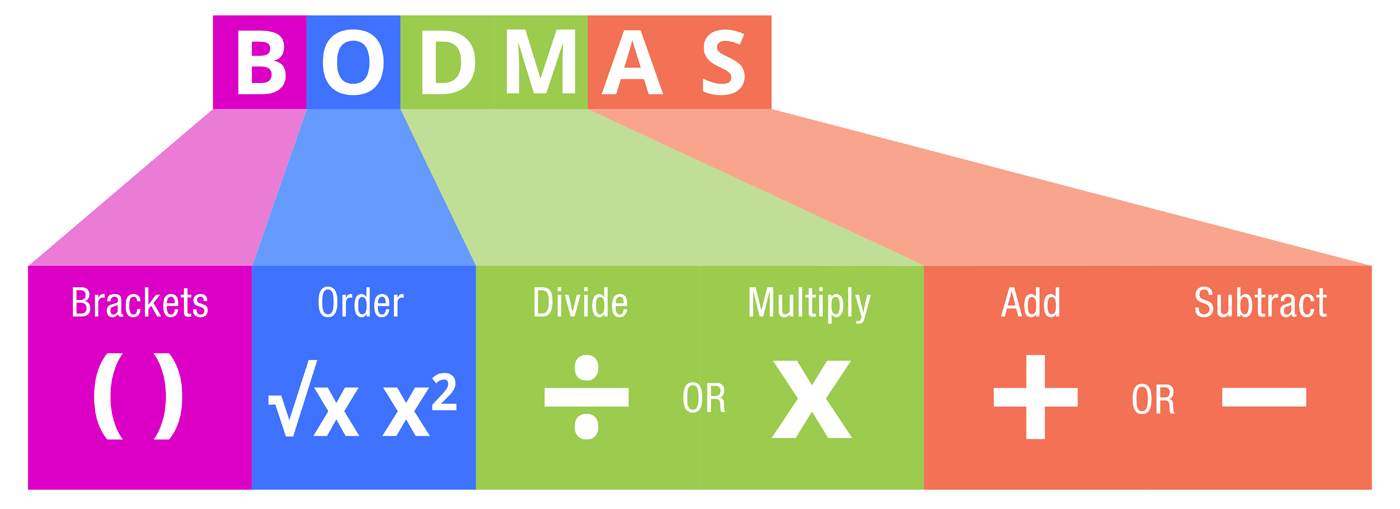 BODMAS
Brackets Order Divide Multiply Add Subtract
( ) √x x² ÷ OR x + OR −